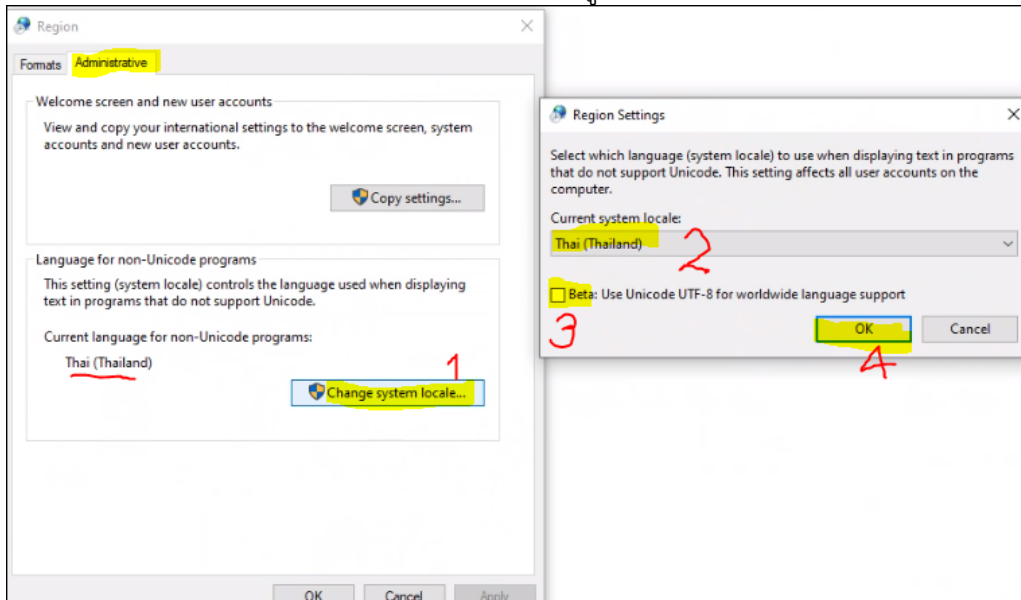 Region
Formats
Administrative
Welcome screen and new user accounts
View and copy your international settings to the welcome screen, system
accounts and new user accounts.
Copy settings...
Language for non-Unicode programs
This setting (system locale) controls the language used when displaying
text in programs that do not support Unicode.
Current language for non-Unicode programs:
Thai (Thailand)
1
Change system locale...
OK
Cancel
Apply
Region Settings
Select which language (system locale) to use when displaying text in programs
that do not support Unicode. This setting affects all user accounts on the
computer.
Current system locale:
Thai (Thailand)
2
Beta: Use Unicode UTF-8 for worldwide language support
3
OK
Cancel
4